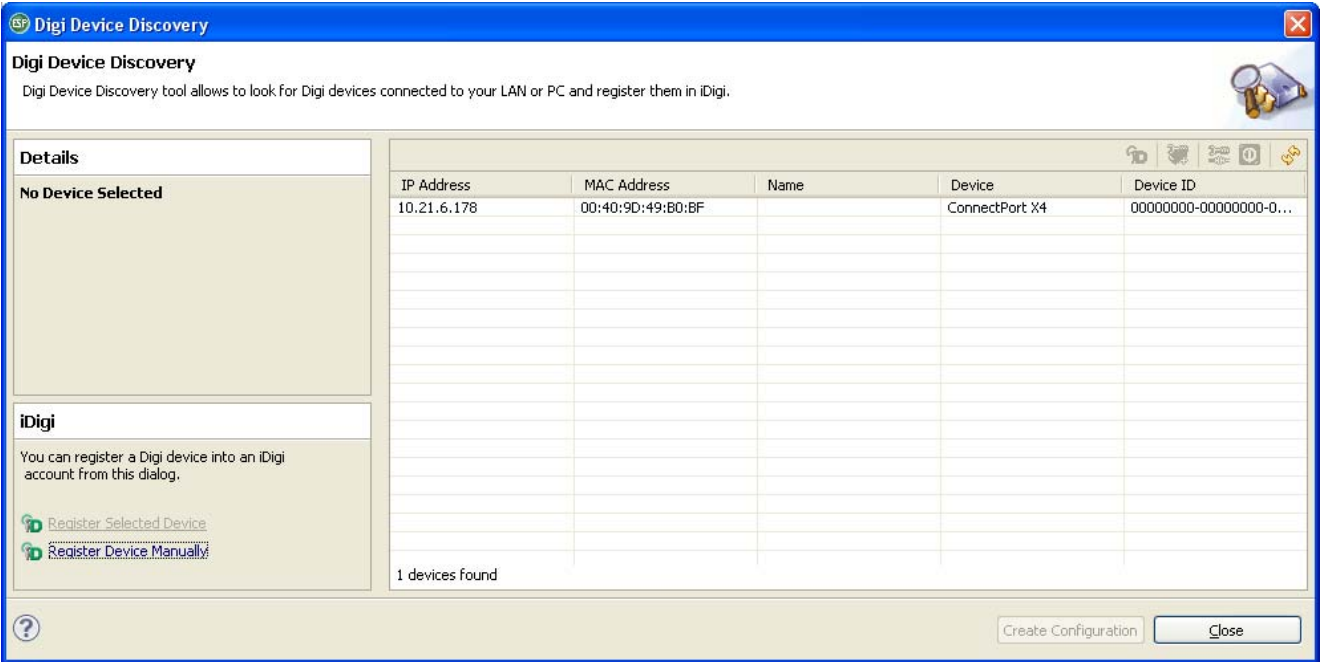 Digi Device Discovery
Digi Device Discovery
Digi Device Discovery tool allows to look for Digi devices connected to your LAN or PC and register them in iDigi.
Details
No Device Selected
IP Address MAC Address Name Device Device ID
10.21.6.178 00:40:9D:49:B0:BF ConnectPort X4 00000000-00000000-0...
iDigi
You can register a Digi device into an iDigi
account from this dialog.
Register Selected Device
Register Device Manually
1 devices found
Create Configuration Close